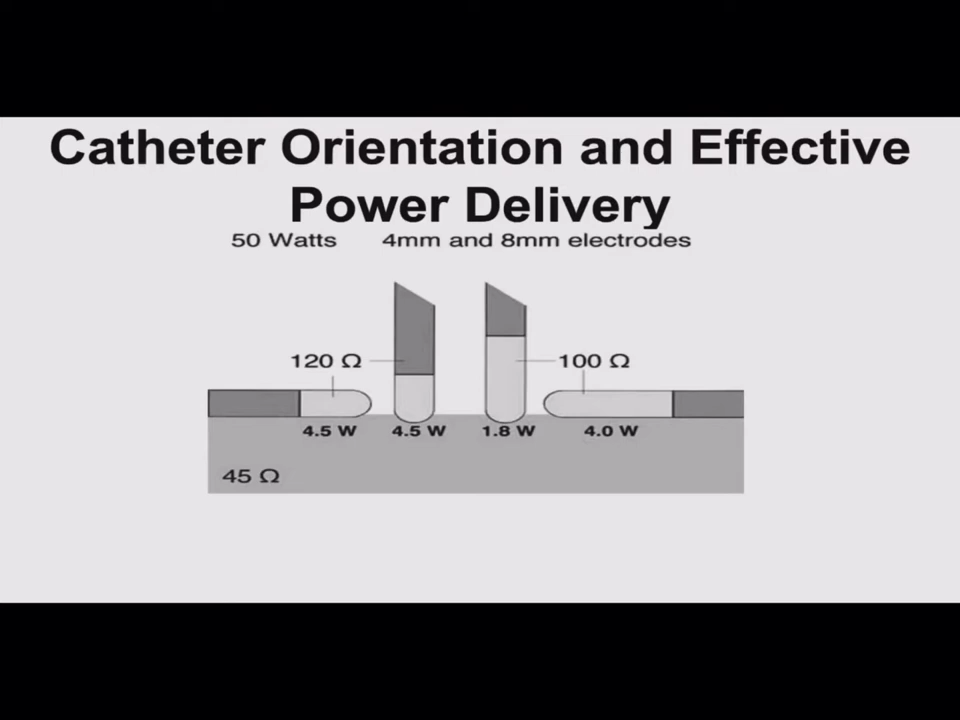 Catheter Orientation and Effective
Power Delivery
50 Watts 4mm and 8mm electrodes
120 Ω 100 Ω
4.5 W 4.5 W 1.8 W 4.0 W
45 Ω